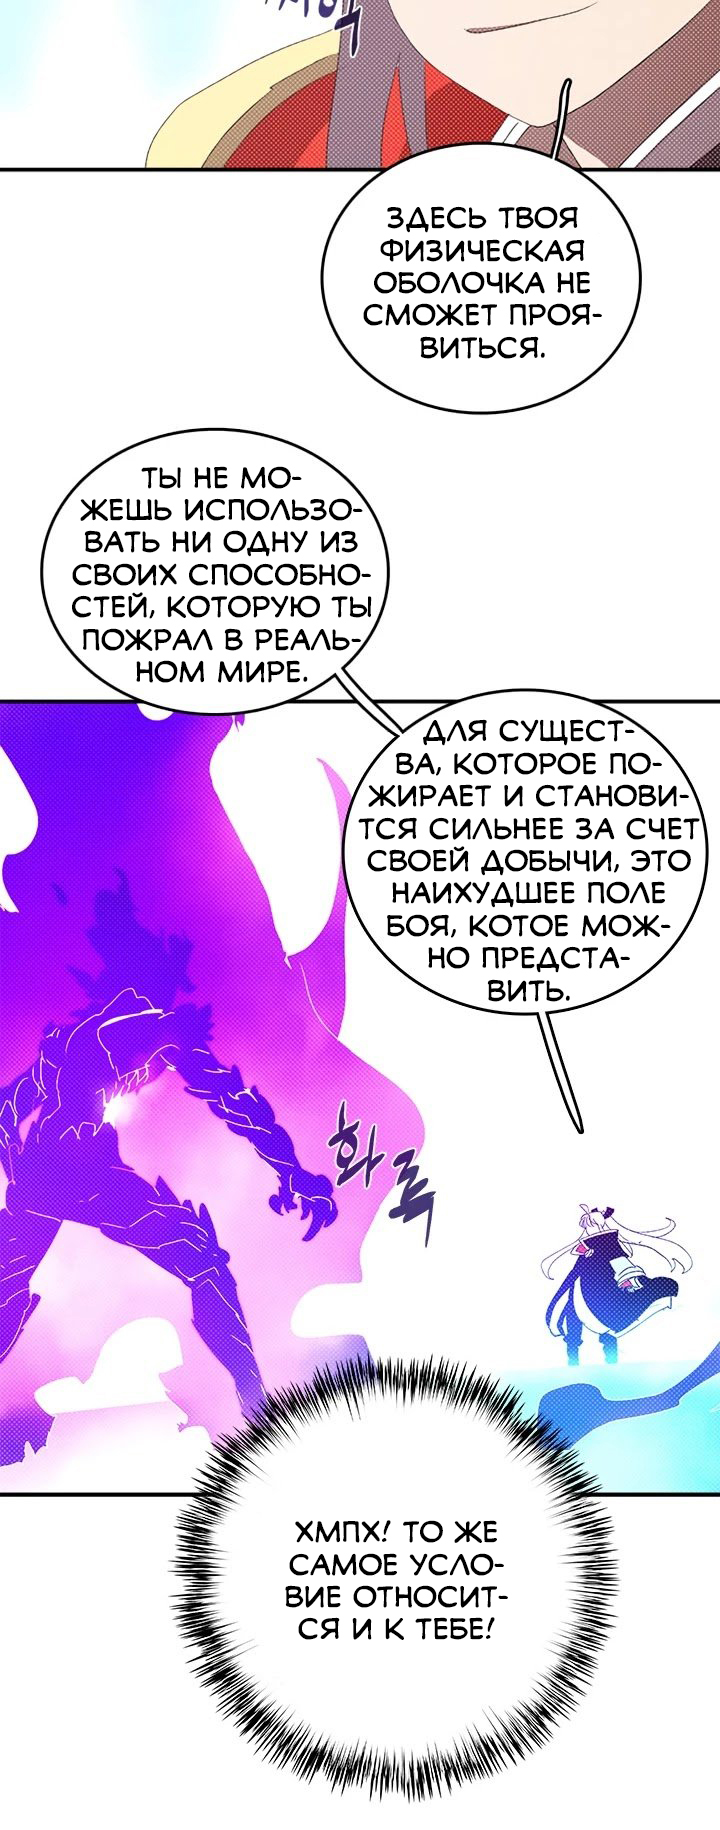 ЗДЕСЬ ТВОЯ
ФИЗИЧЕСКАЯ
ОБОЛОЧКА НЕ
СМОЖЕТ ПРОЯ-
ВИТЬСЯ.
ТЫ НЕ МО-
ЖЕШЬ ИСПОЛЬЗО-
ВАТЬ НИ ОДНУ ИЗ
СВОИХ СПОСОБНО-
СТЕЙ, КОТОРУЮ ТЫ
ПОЖРАЛ В РЕАЛЬ-
НОМ МИРЕ.
ДЛЯ СУЩЕСТ-
ВА, КОТОРОЕ ПО-
ЖИРАЕТ И СТАНОВИ-
ТСЯ СИЛЬНЕЕ ЗА СЧЕТ
СВОЕЙ ДОБЫЧИ, ЭТО
НАИХУДШЕЕ ПОЛЕ
БОЯ, КОТОЕ МОЖ-
НО ПРЕДСТА-
ВИТЬ.
화
르
ХМПХ! ТО ЖЕ
САМОЕ УСЛО-
ВИЕ ОТНОСИТ-
СЯ И К ТЕБЕ!